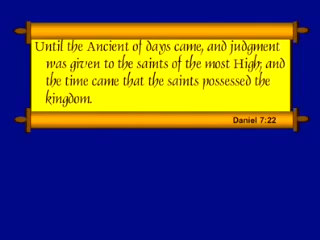 Until the Ancient of days came, and judgment
was given to the saints of the most High; and
the time came that the saints possessed the
kingdom.
Daniel 7:22